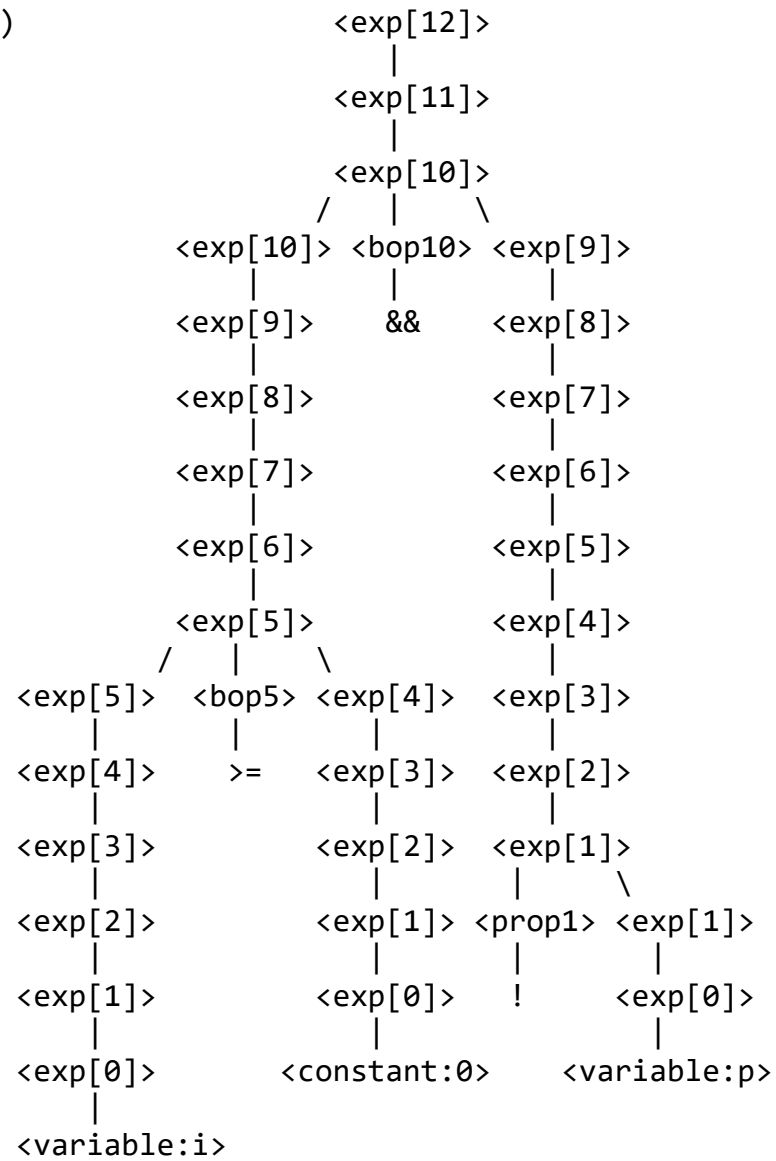 ) <exp[12]>
|
<exp[11]>
|
<exp[10]>
/ | \
<exp[10]> <bop10> <exp[9]>
| | |
<exp[9]> && <exp[8]>
| |
<exp[8]> <exp[7]>
| |
<exp[7]> <exp[6]>
| |
<exp[6]> <exp[5]>
| |
<exp[5]> <exp[4]>
/ | \ |
<exp[5]> <bop5> <exp[4]> <exp[3]>
| | | |
<exp[4]> >= <exp[3]> <exp[2]>
| | |
<exp[3]> <exp[2]> <exp[1]>
| | | \
<exp[2]> <exp[1]> <prop1> <exp[1]>
| | | |
<exp[1]> <exp[0]> ! <exp[0]>
| | |
<exp[0]> <constant:0> <variable:p>
|
<variable:i>